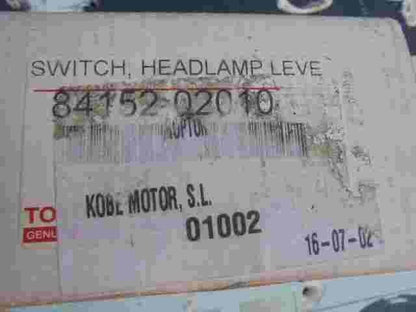 SWITCH, HEADLAMP LEVE
84152-02010
KOBE MOTOR, S.L.
01002
TO
GENU
16-07-02